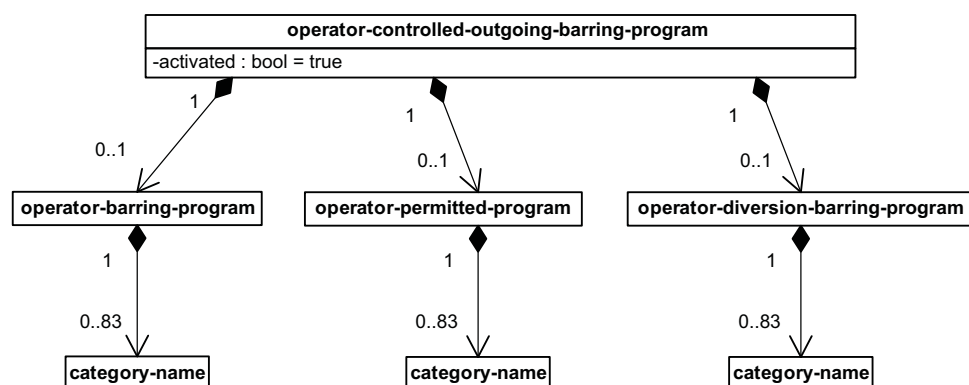 operator-controlled-outgoing-barring-program
-activated : bool = true
1
1
1
0..1
0..1
0..1
operator-barring-program
operator-permitted-program
operator-diversion-barring-program
1
1
1
0..83
0..83
0..83
category-name
category-name
category-name